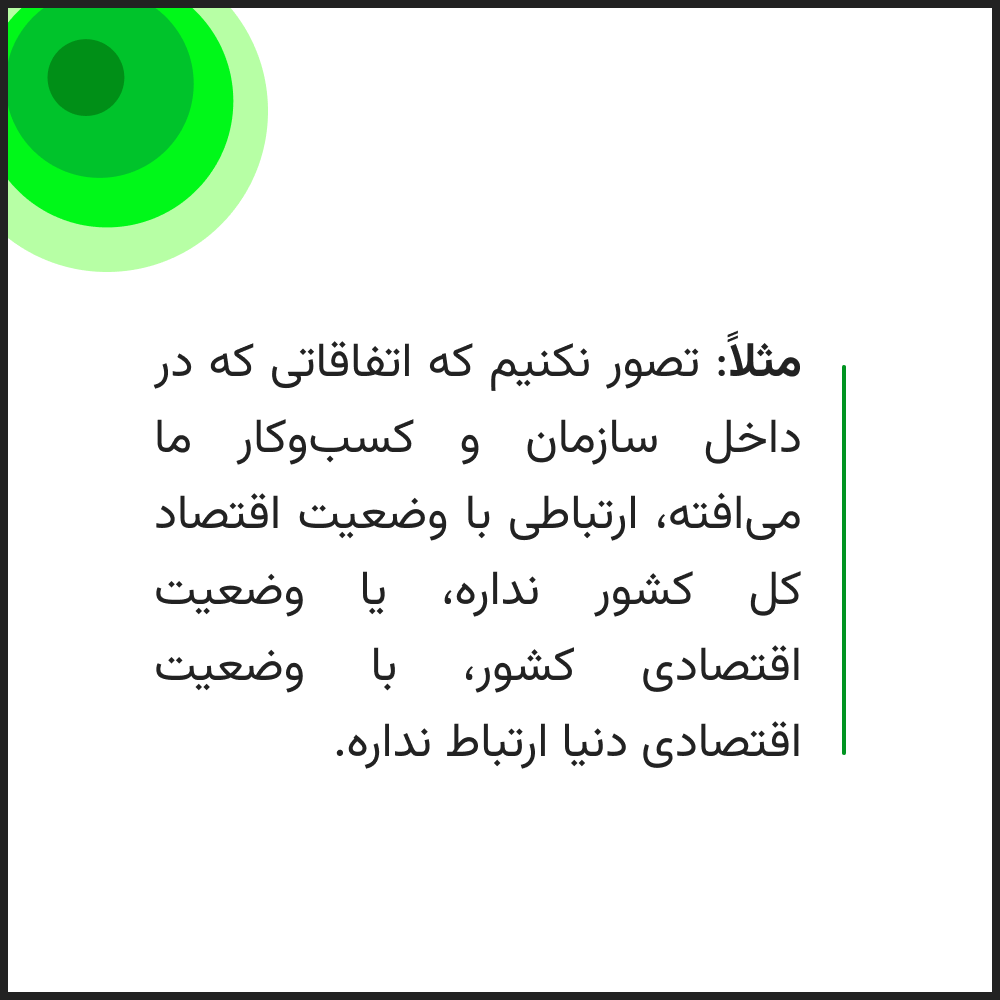 مثلاً: تصور نکنیم که اتفاقاتی که در
داخل سازمان و کسب‌وکار ما
می‌افته، ارتباطی با وضعیت اقتصاد
کل کشور نداره، یا وضعیت
اقتصادی کشور، با وضعیت
اقتصادی دنیا ارتباط نداره.